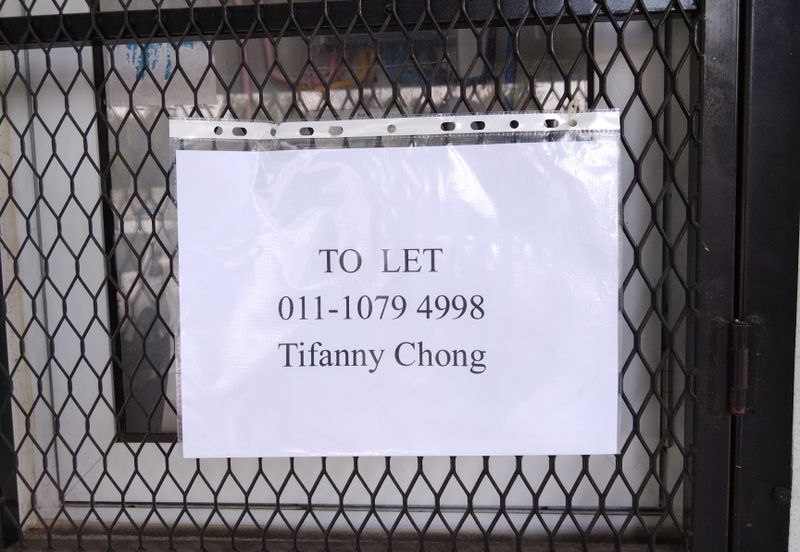 TO LET
011-1079 4998
Tifanny Chong